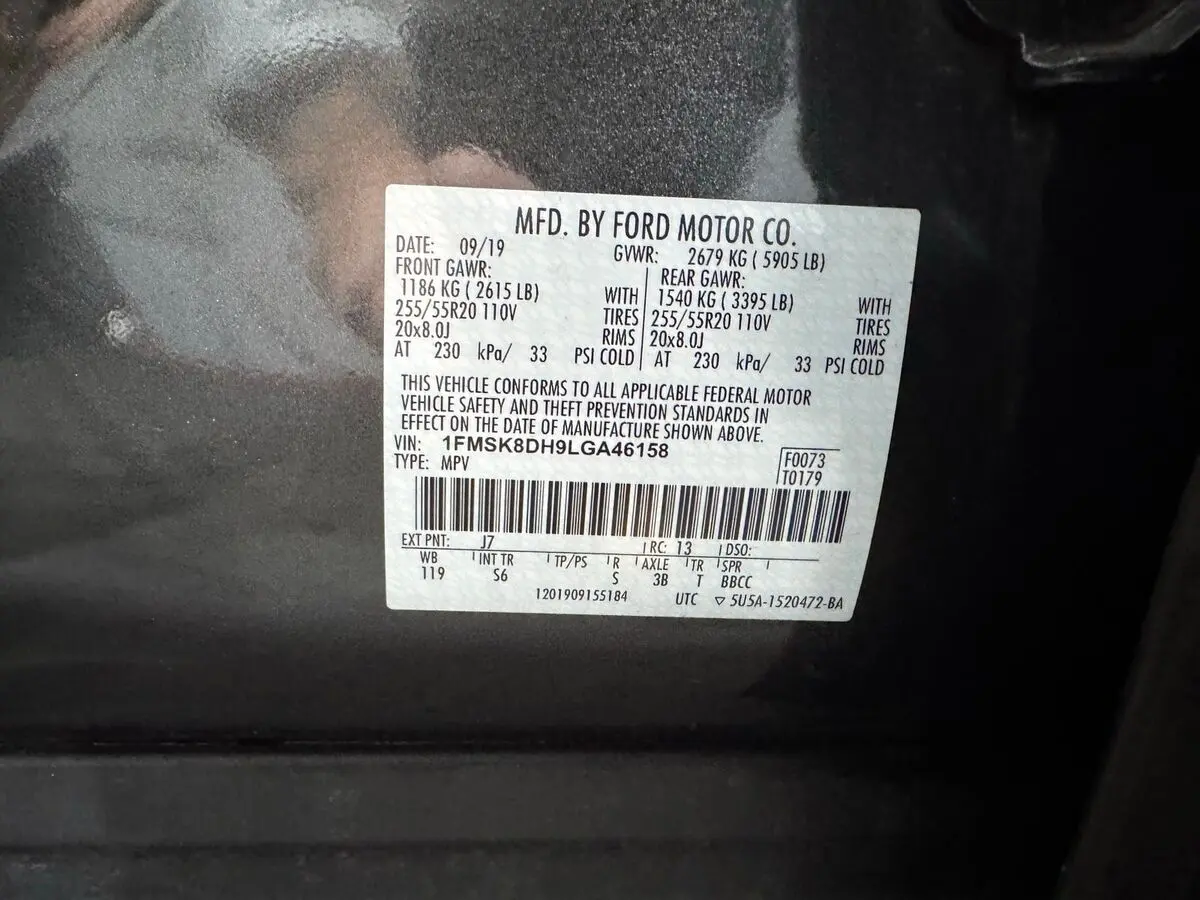 MFD. BY FORD MOTOR CO.
DATE: 09/19 GVWR: 2679 KG ( 5905 LB)
FRONT GAWR: REAR GAWR:
1186 KG ( 2615 LB) WITH 1540 KG ( 3395 LB) WITH
255/55R20 110V TIRES 255/55R20 110V TIRES
20x8.0J RIMS 20x8.0J RIMS
AT 230 kPa/ 33 PSI COLD AT 230 kPa/ 33 PSI COLD
THIS VEHICLE CONFORMS TO ALL APPLICABLE FEDERAL MOTOR
VEHICLE SAFETY AND THEFT PREVENTION STANDARDS IN
EFFECT ON THE DATE OF MANUFACTURE SHOWN ABOVE.
VIN: 1FMSK8DH9LGA46158
TYPE: MPV
F0073
T0179
EXT PNT: J7 RC: 13 DSO:
WB INT TR TP/PS R AXLE TR SPR
119 S6 S 3B T BBCC
1201909155184 UTC ▽ 5U5A-1520472-BA